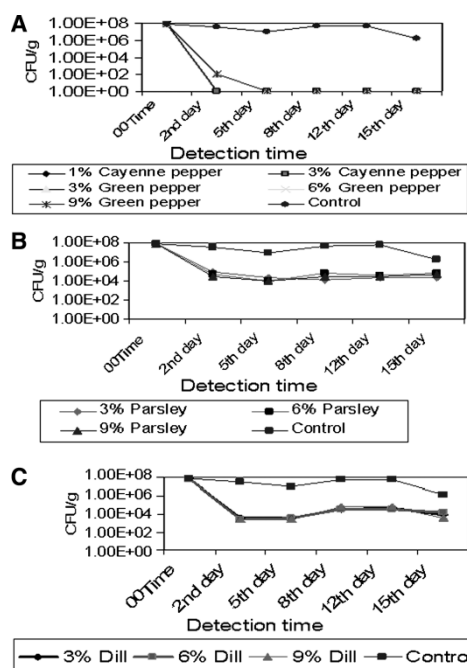 A
1.00E+08
1.00E+06
1.00E+04
1.00E+02
1.00E+00
CFU/g
00Time
2nd day
5th day
8th day
12th day
15th day
Detection time
1% Cayenne pepper
3% Cayenne pepper
3% Green pepper
6% Green pepper
9% Green pepper
Control
B
1.00E+08
1.00E+06
1.00E+04
1.00E+02
1.00E+00
CFU/g
00Time
2nd day
5th day
8th day
12th day
15th day
Detection time
3% Parsley
6% Parsley
9% Parsley
Control
C
1.00E+08
1.00E+06
1.00E+04
1.00E+02
1.00E+00
CFU/g
00Time
2nd day
5th day
8th day
12th day
15th day
Detection time
3% Dill
6% Dill
9% Dill
Control